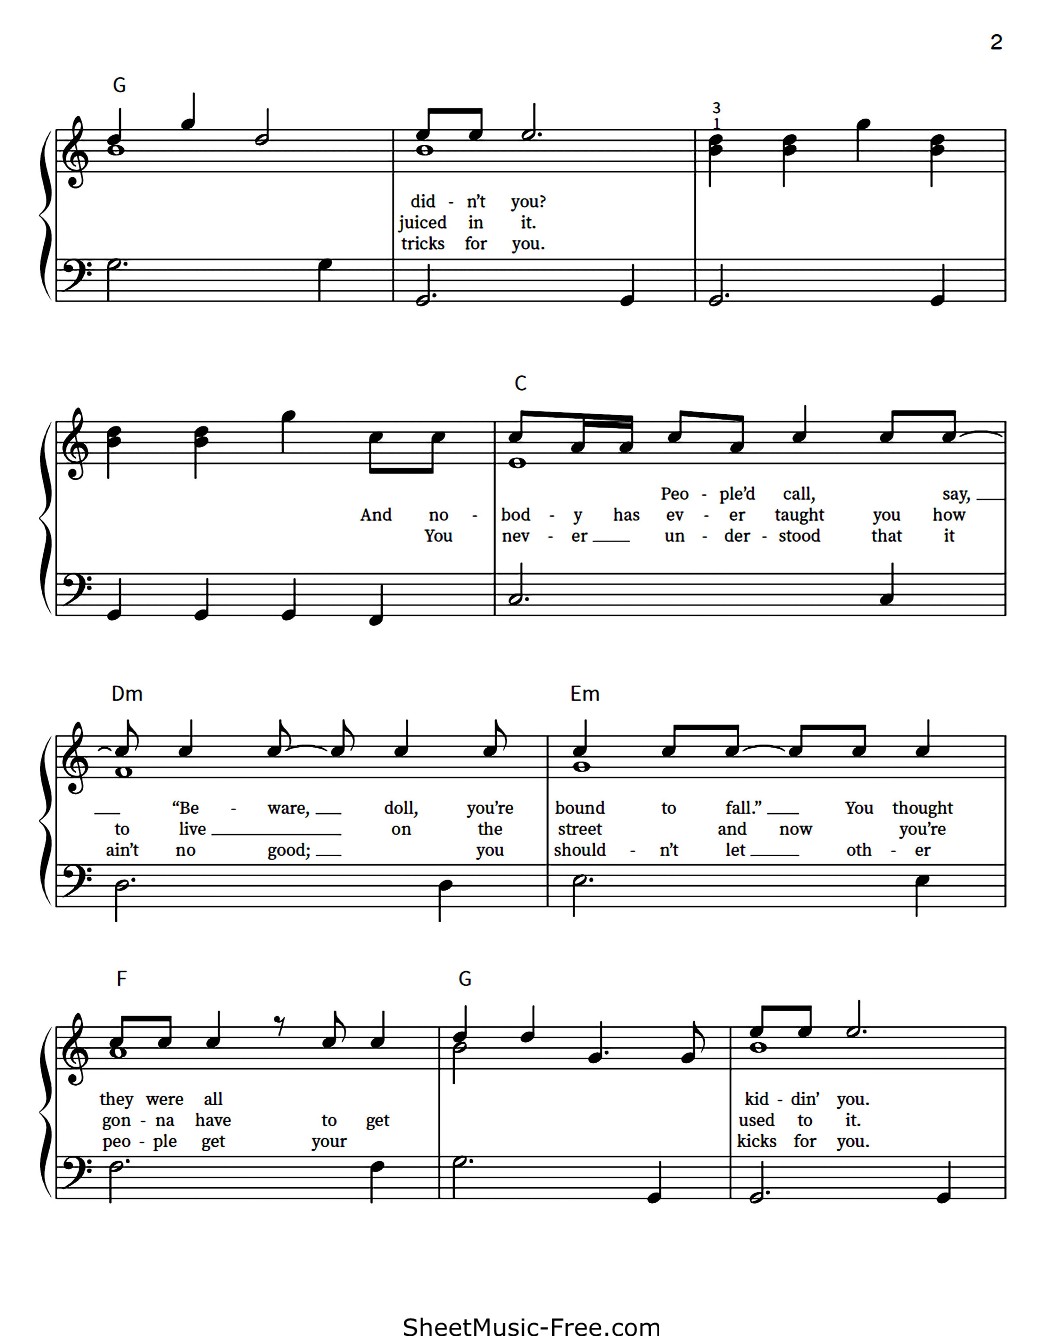 2
G
3
1
did - n't you?
juiced in it.
tricks for you.
C
Peo - ple'd call, say,
And no - bod - y has ev - er taught you how
You nev - er un - der - stood that it
Dm Em
“Be - ware, doll, you're bound to fall.” You thought
to live on the street and now you're
ain't no good; you should - n't let oth - er
F G
they were all kid - din' you.
gon - na have to get used to it.
peo - ple get your kicks for you.
SheetMusic-Free.com